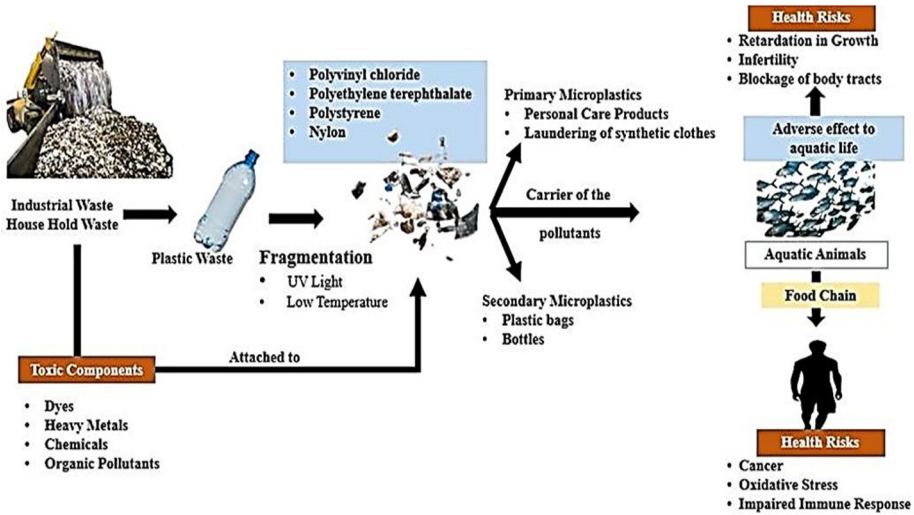 Industrial Waste
House Hold Waste
Plastic Waste
Fragmentation
• UV Light
• Low Temperature
• Polyvinyl chloride
• Polyethylene terephthalate
• Polystyrene
• Nylon
Toxic Components
• Dyes
• Heavy Metals
• Chemicals
• Organic Pollutants
Attached to
Primary Microplastics
• Personal Care Products
• Laundering of synthetic clothes
Carrier of the
pollutants
Secondary Microplastics
• Plastic bags
• Bottles
Health Risks
• Retardation in Growth
• Infertility
• Blockage of body tracts
Adverse effect to
aquatic life
Aquatic Animals
Food Chain
Health Risks
• Cancer
• Oxidative Stress
• Impaired Immune Response